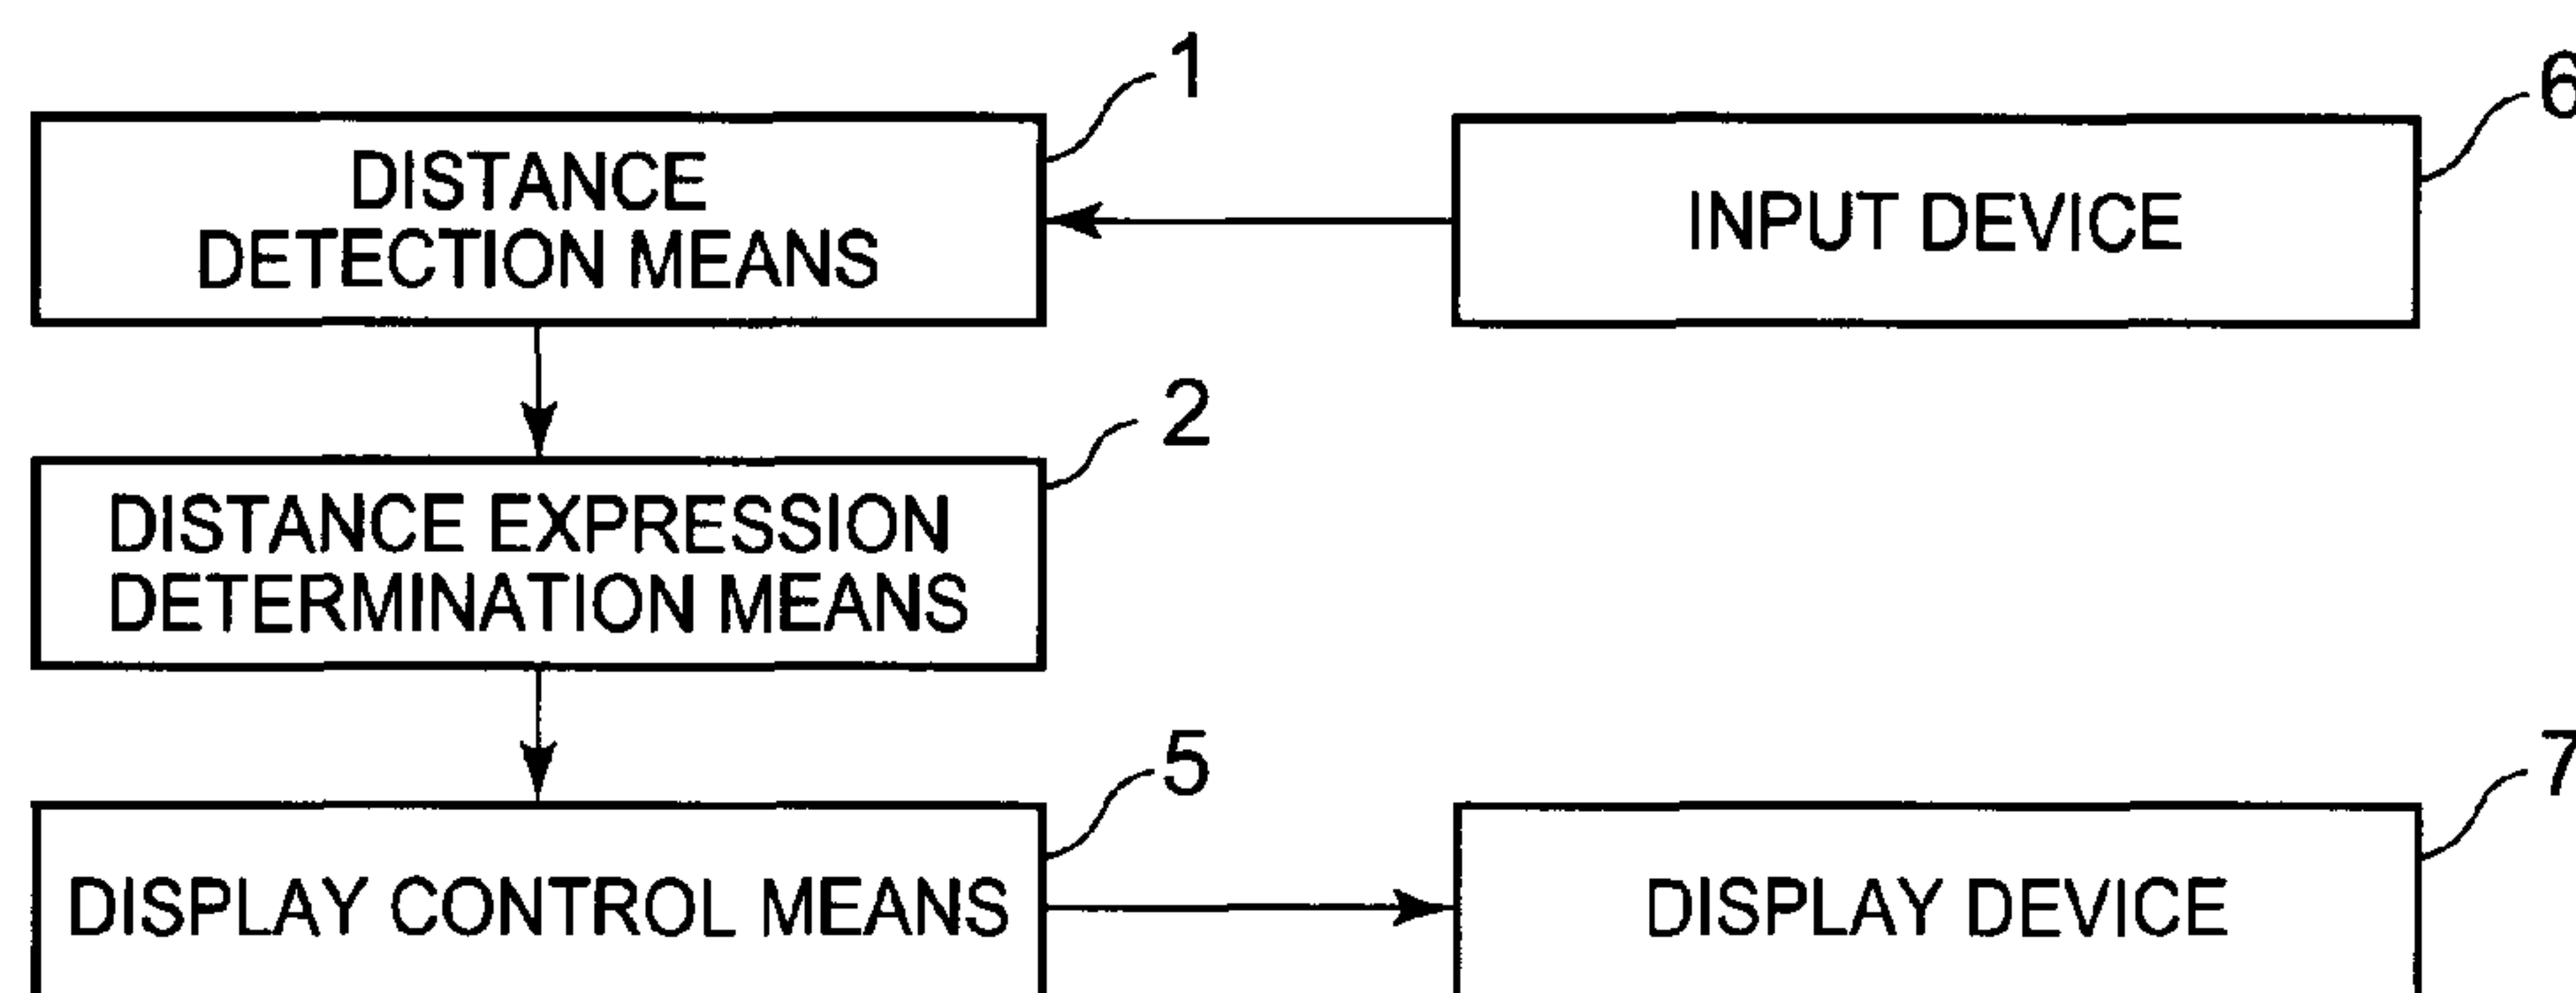 1
6
DISTANCE
DETECTION MEANS
INPUT DEVICE
2
DISTANCE EXPRESSION
DETERMINATION MEANS
5
7
DISPLAY CONTROL MEANS
DISPLAY DEVICE